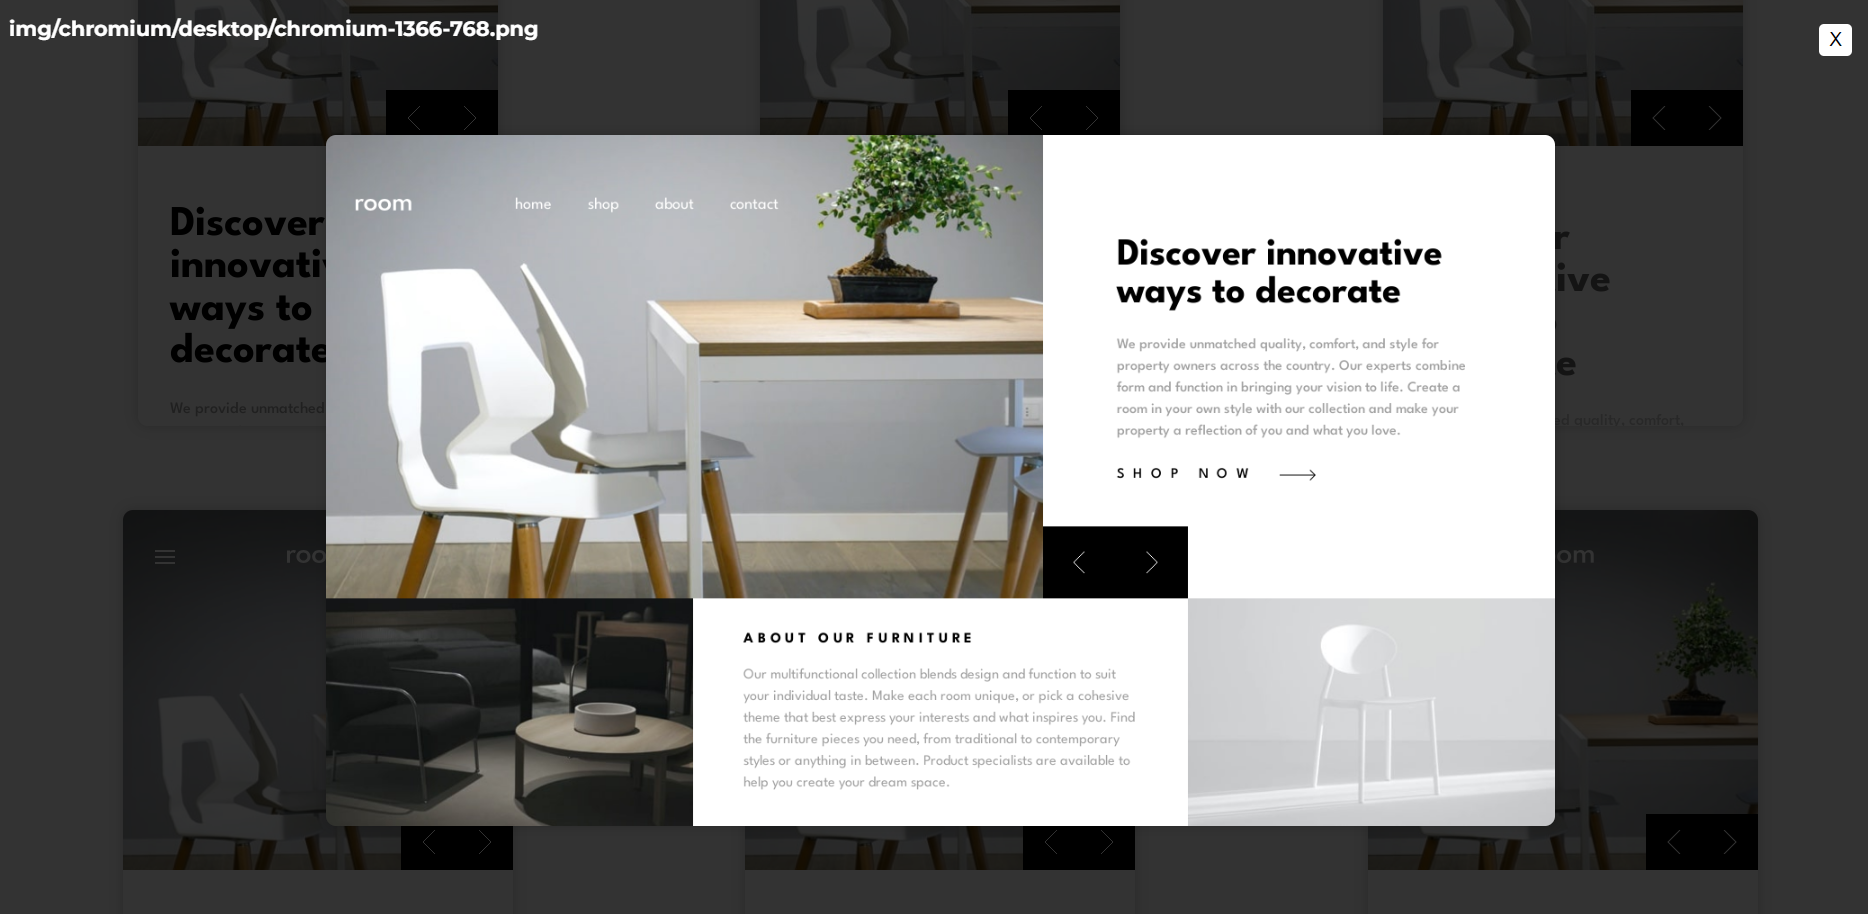 img/chromium/desktop/chromium-1366-768.png
X
room
home shop about contact
Discover innovative
ways to decorate
We provide unmatched quality, comfort, and style for
property owners across the country. Our experts combine
form and function in bringing your vision to life. Create a
room in your own style with our collection and make your
property a reflection of you and what you love.
SHOP NOW
ABOUT OUR FURNITURE
Our multifunctional collection blends design and function to suit
your individual taste. Make each room unique, or pick a cohesive
theme that best express your interests and what inspires you. Find
the furniture pieces you need, from traditional to contemporary
styles or anything in between. Product specialists are available to
help you create your dream space.
Discover
innovati
ways to
decorate
We provide unmatched
r
ive
e
ed quality, comfort,
roo
om